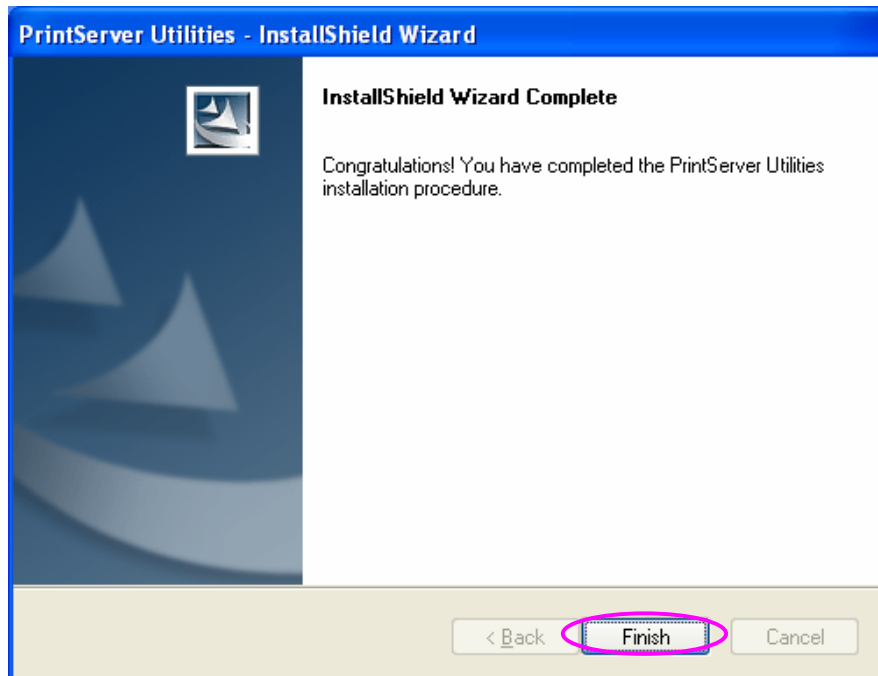 PrintServer Utilities - InstallShield Wizard
InstallShield Wizard Complete
Congratulations! You have completed the PrintServer Utilities
installation procedure.
< Back
Finish
Cancel